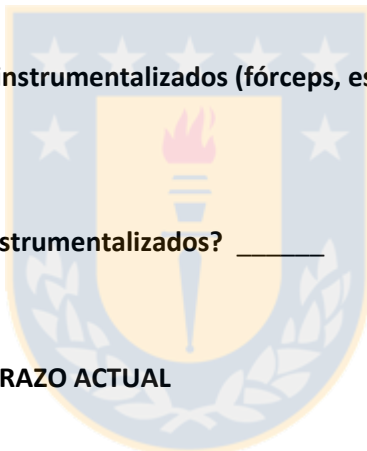 instrumentalizados (fórceps, es
strumentalizados? ______
RAZO ACTUAL